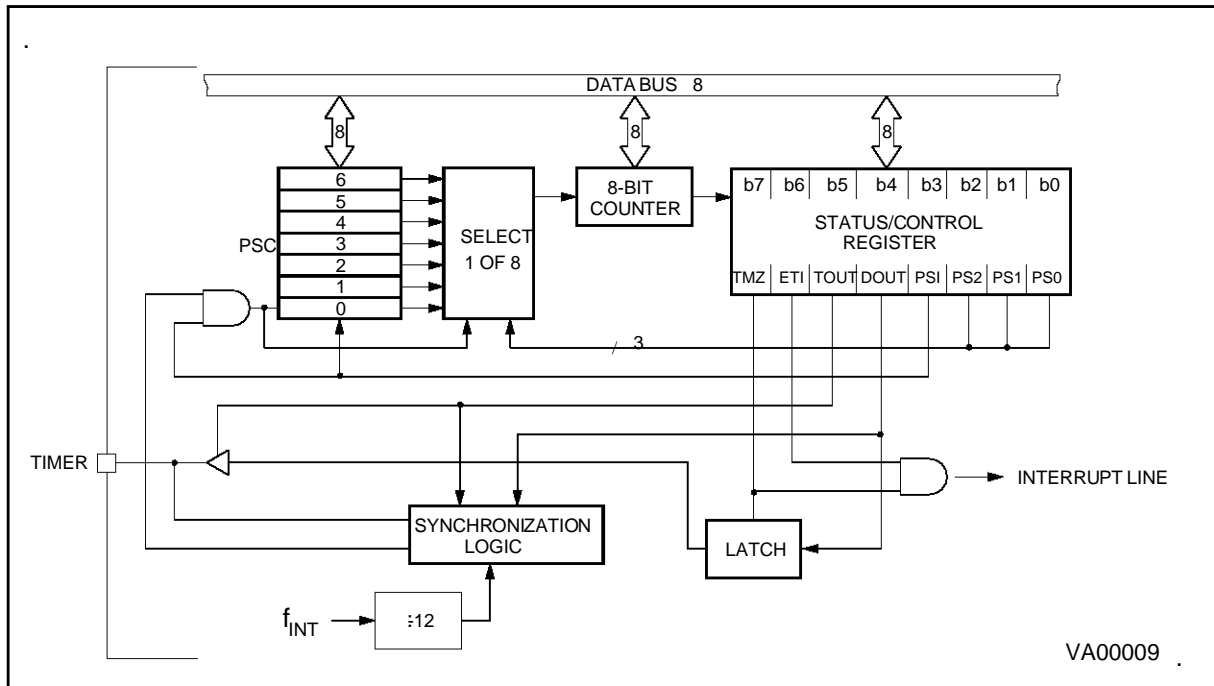 DATA BUS 8
8
8
8
6
5
4
3
2
1
0
PSC
SELECT
1 OF 8
8-BIT
COUNTER
b7 b6 b5 b4 b3 b2 b1 b0
STATUS/CONTROL
REGISTER
TMZ ETI TOUT DOUT PSI PS2 PS1 PS0
/ 3
TIMER
SYNCHRONIZATION
LOGIC
LATCH
INTERRUPT LINE
fINT
÷12
VA00009